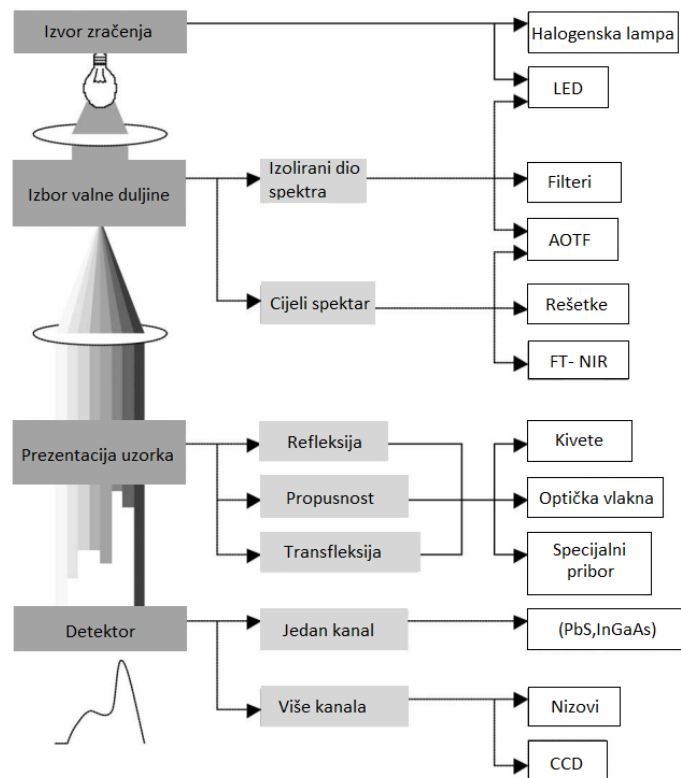 Izvor zračenja
Halogenska lampa
LED
Izbor valne duljine
Izolirani dio
spektra
Filteri
AOTF
Cijeli spektar
Rešetke
FT- NIR
Prezentacija uzorka
Refleksija
Kivete
Propusnost
Optička vlakna
Transfleksija
Specijalni
pribor
Detektor
Jedan kanal
(PbS,InGaAs)
Više kanala
Nizovi
CCD